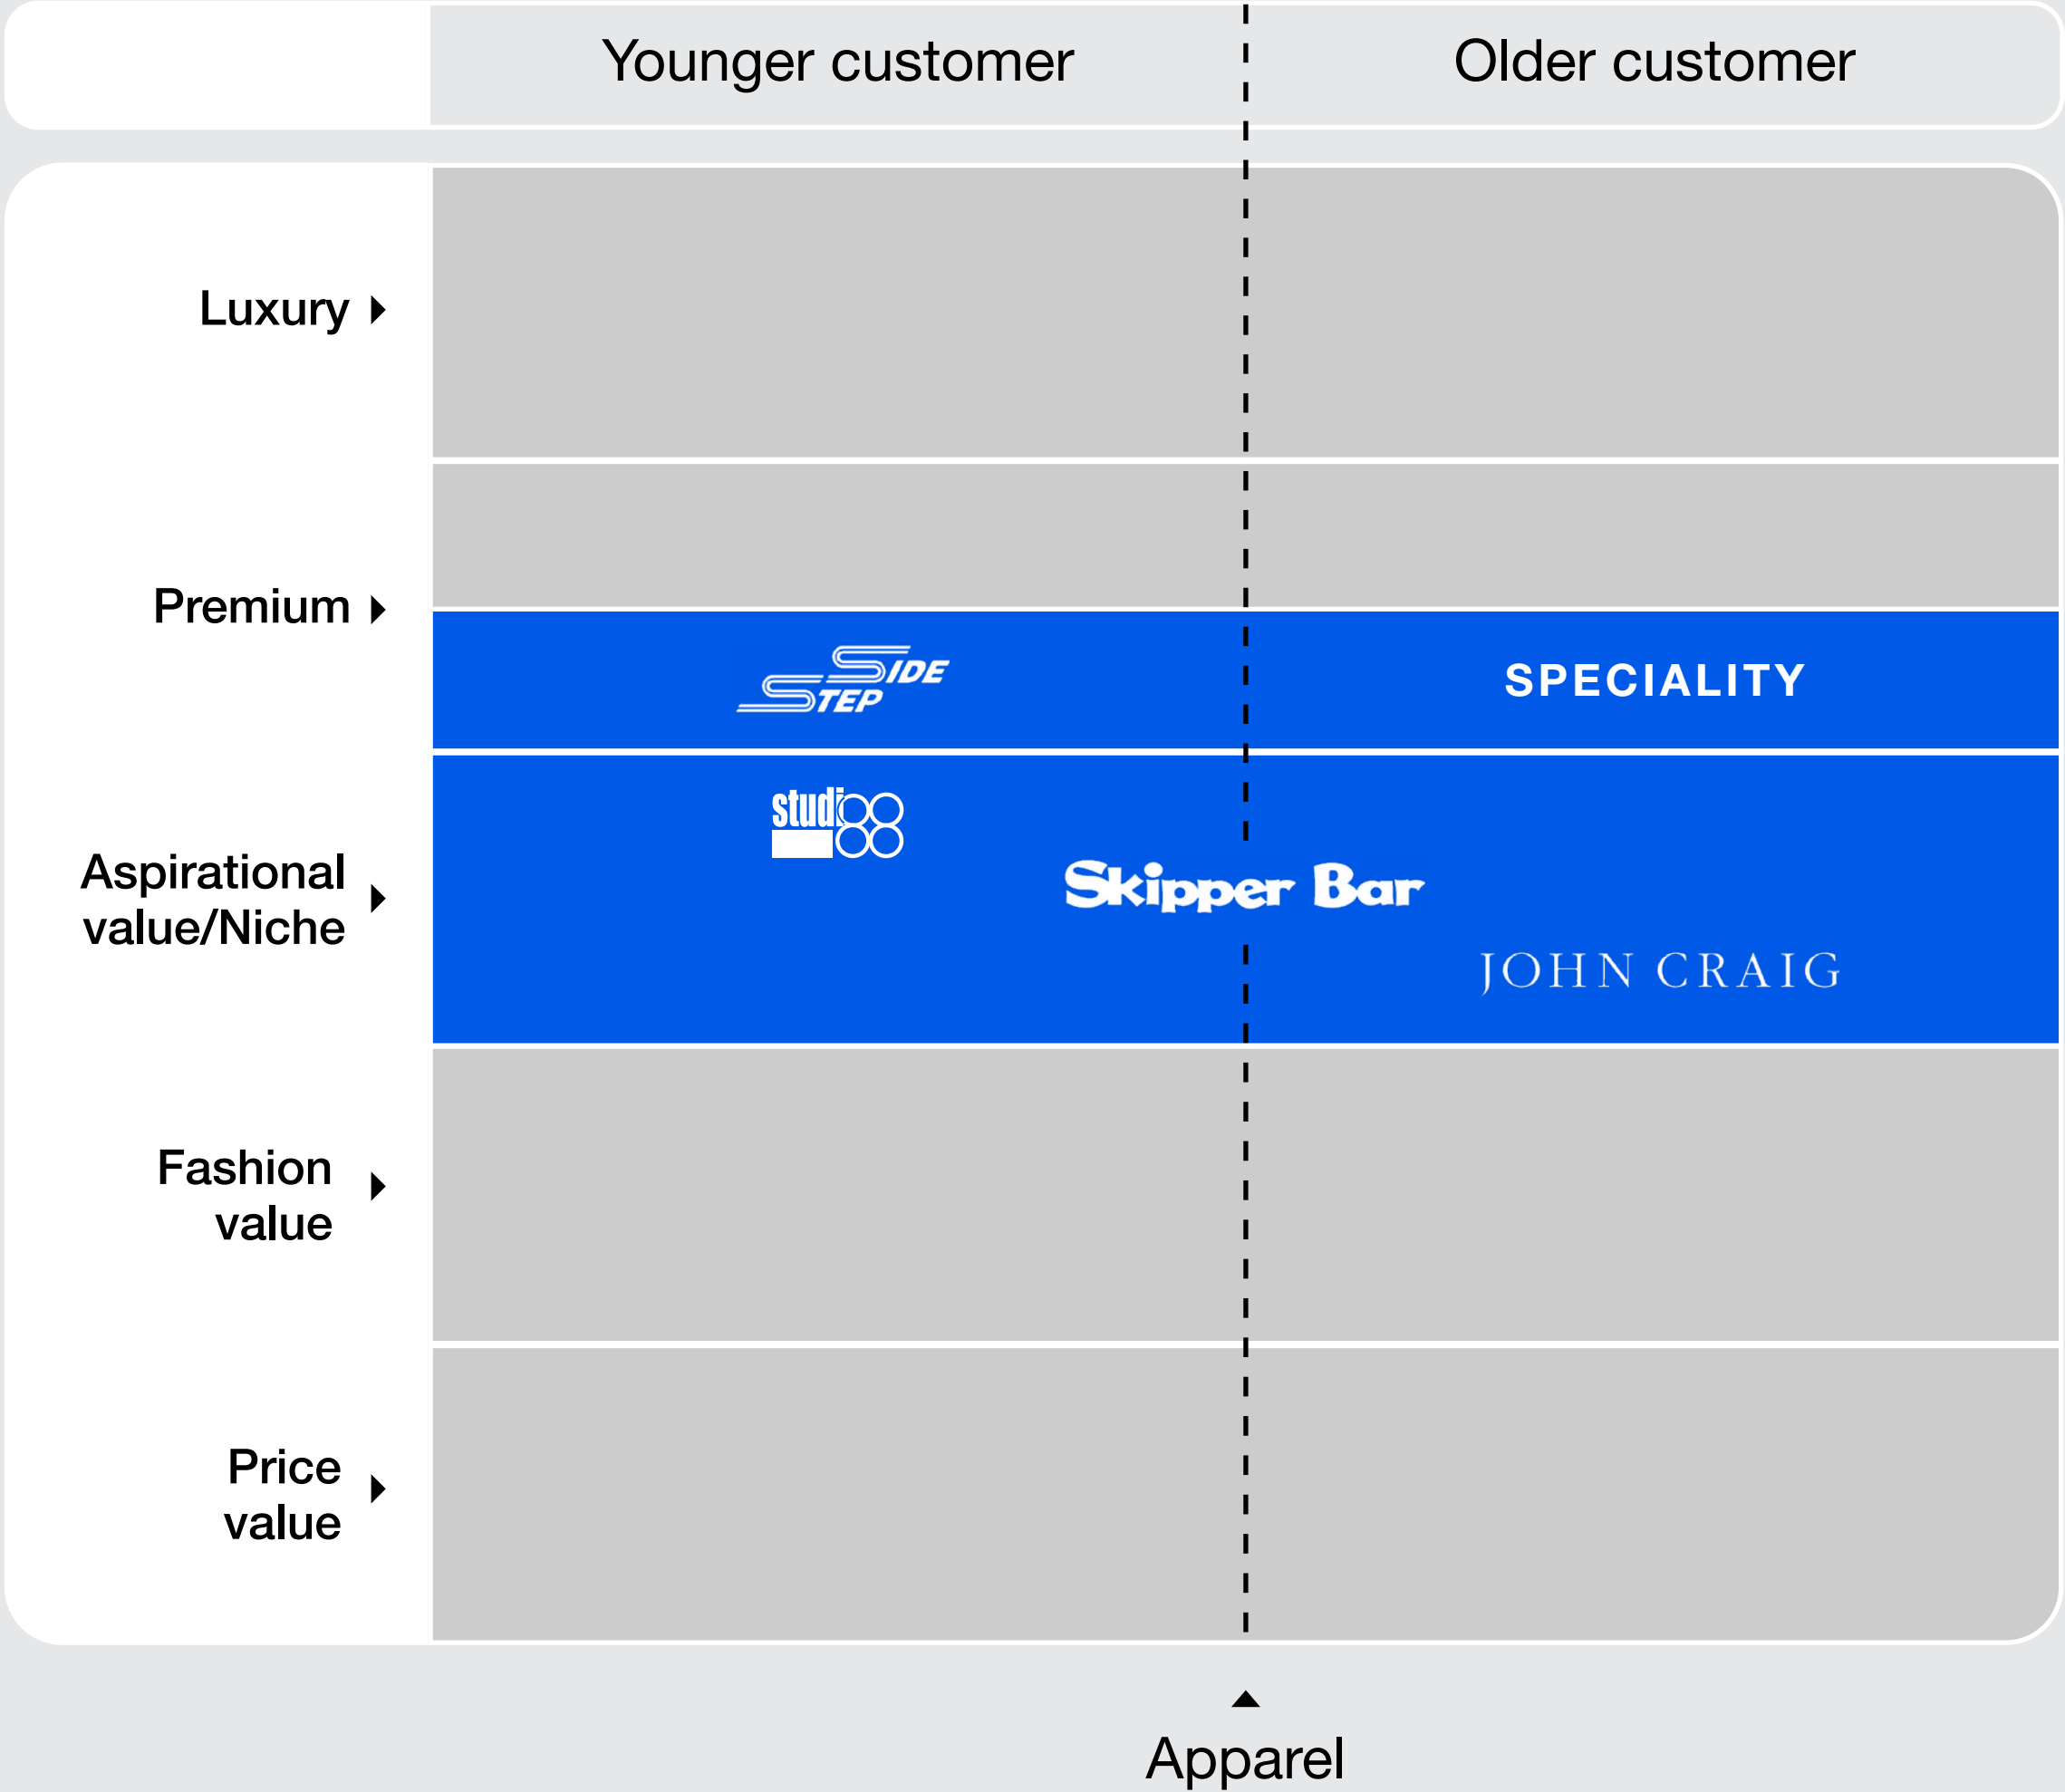 Younger customer
Older customer
Luxury
Premium
SIDE
STEP
SPECIALITY
studi88
Aspirational
value/Niche
Skipper Bar
JOHN CRAIG
Fashion
value
Price
value
Apparel